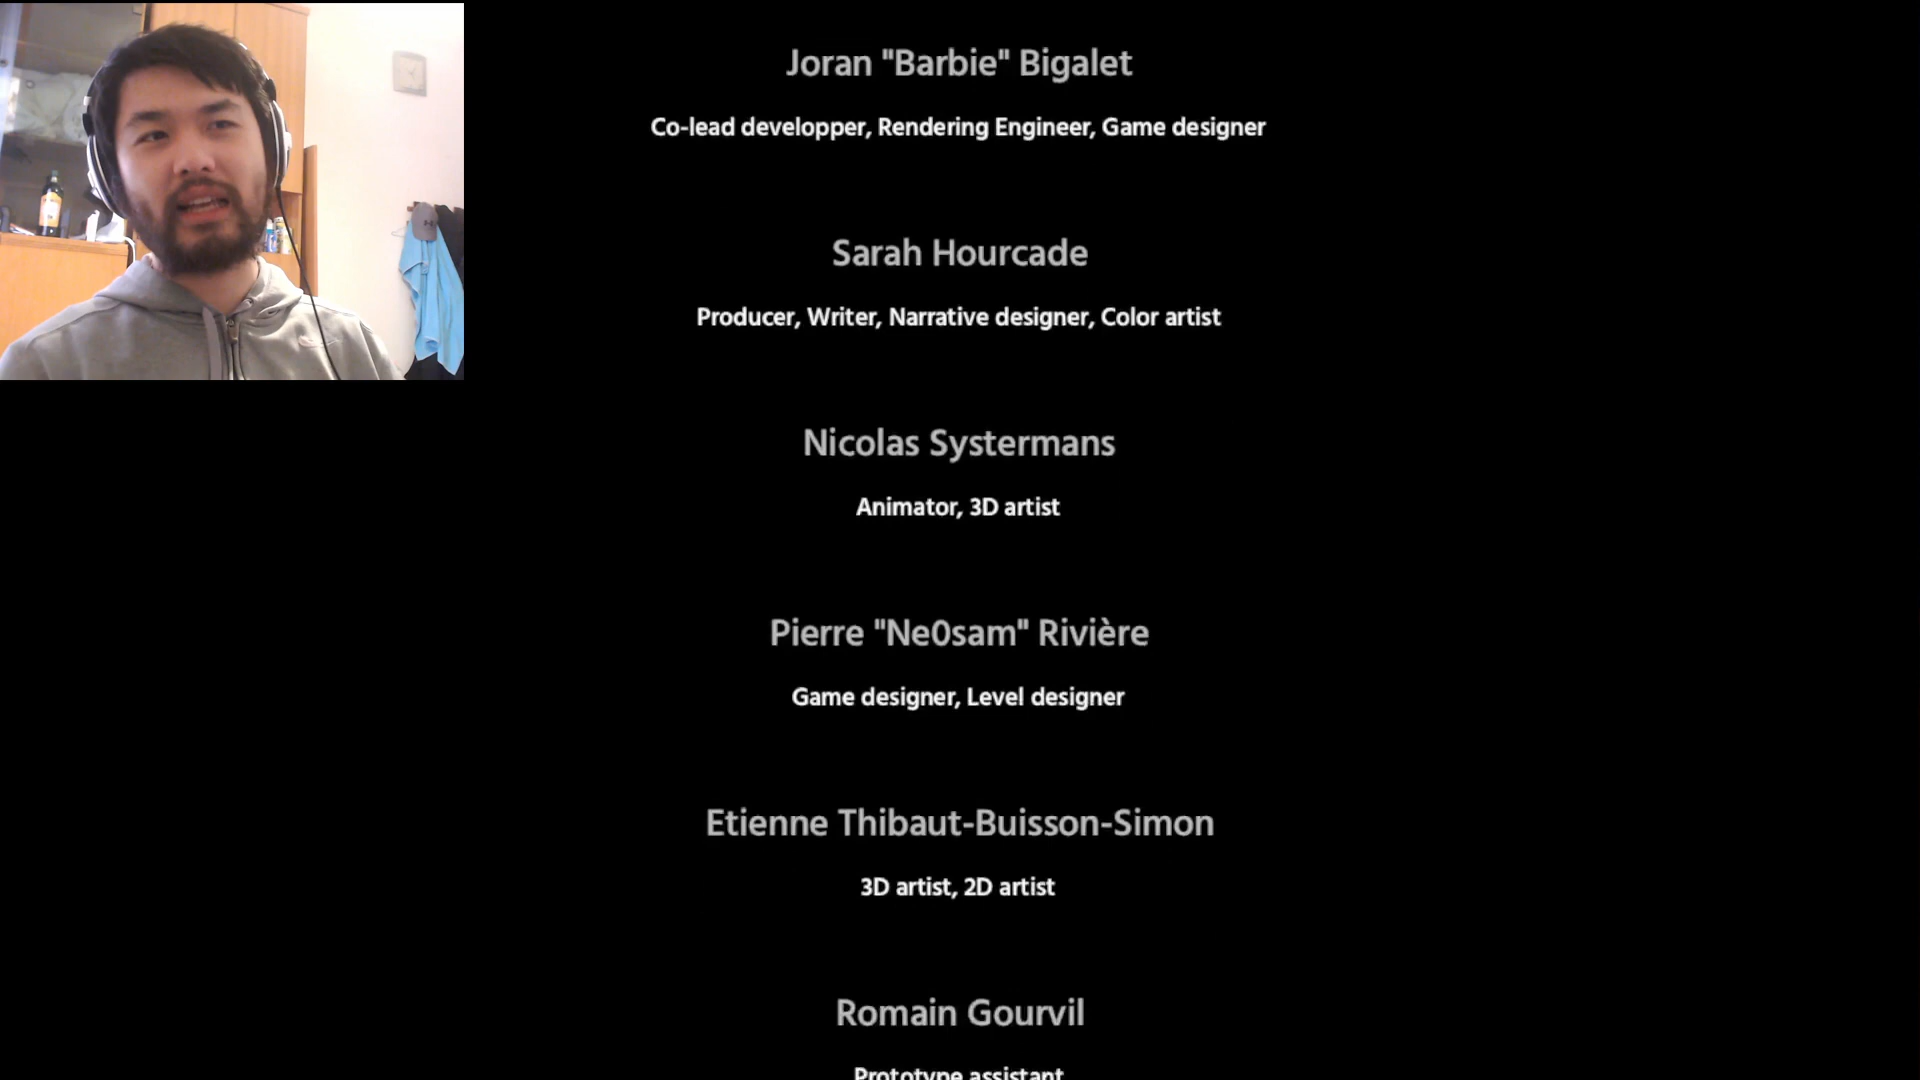 Joran "Barbie" Bigalet
Co-lead developper, Rendering Engineer, Game designer
Sarah Hourcade
Producer, Writer, Narrative designer, Color artist
Nicolas Systermans
Animator, 3D artist
Pierre "Ne0sam" Rivière
Game designer, Level designer
Etienne Thibaut-Buisson-Simon
3D artist, 2D artist
Romain Gourvil
Prototype assistant